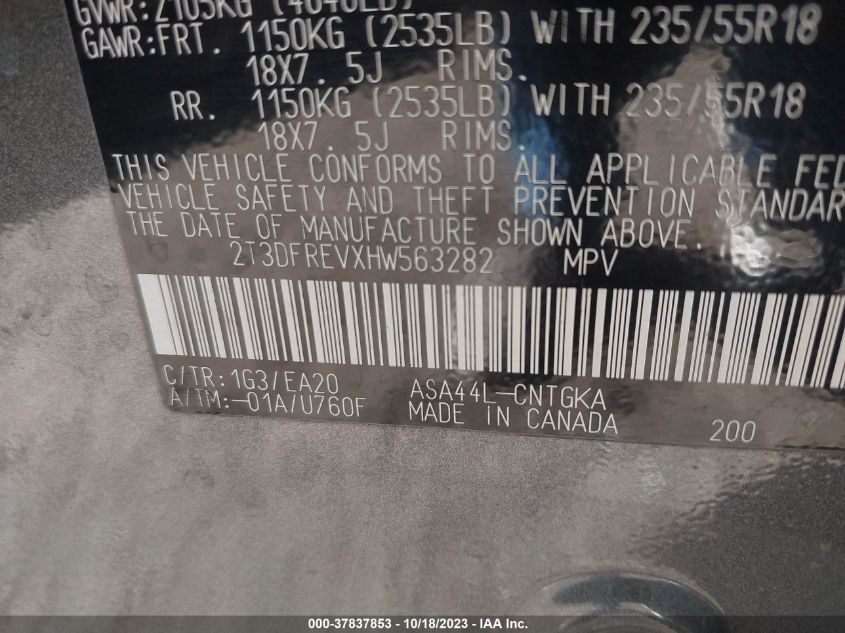 GVWR:2105KG (4640LB)
GAWR:FRT. 1150KG (2535LB) WITH 235/55R18
18X7. 5J RIMS.
RR. 1150KG (2535LB) WITH 235/55R18
18X7. 5J RIMS.
THIS VEHICLE CONFORMS TO ALL APPLICABLE FED
VEHICLE SAFETY AND THEFT PREVENTION STANDAR
THE DATE OF MANUFACTURE SHOWN ABOVE.
2T3DFREVXHW563282 MPV
C/TR:1G3/EA20 ASA44L-CNTGKA
A/TM:-01A/U760F MADE IN CANADA 200
000-37837853 | 10/18/2023 - IAA Inc.